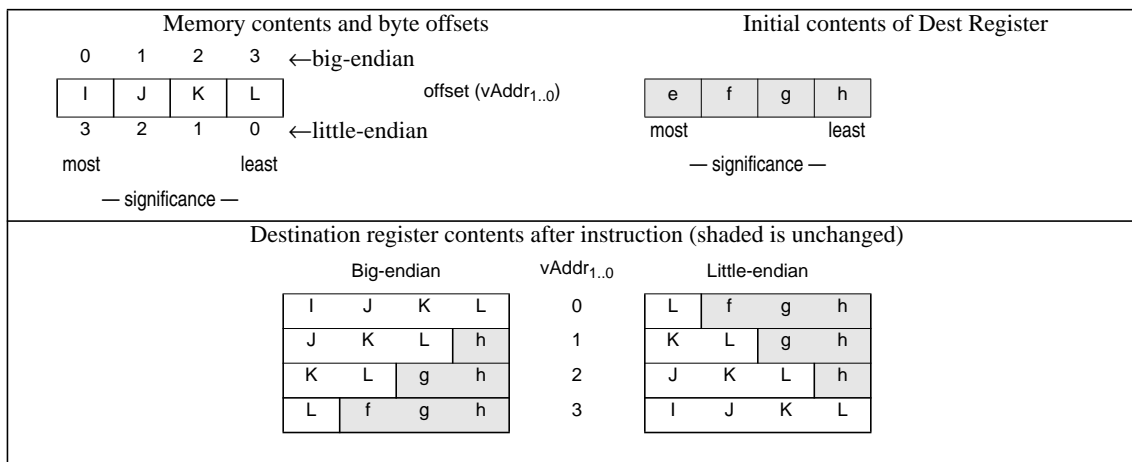 Memory contents and byte offsets
Initial contents of Dest Register
0 1 2 3 ←big-endian
I J K L
offset (vAddr1..0)
e f g h
3 2 1 0 ←little-endian
most least
most least
— significance —
— significance —
Destination register contents after instruction (shaded is unchanged)
Big-endian vAddr1..0 Little-endian
I J K L 0 L f g h
J K L h 1 K L g h
K L g h 2 J K L h
L f g h 3 I J K L